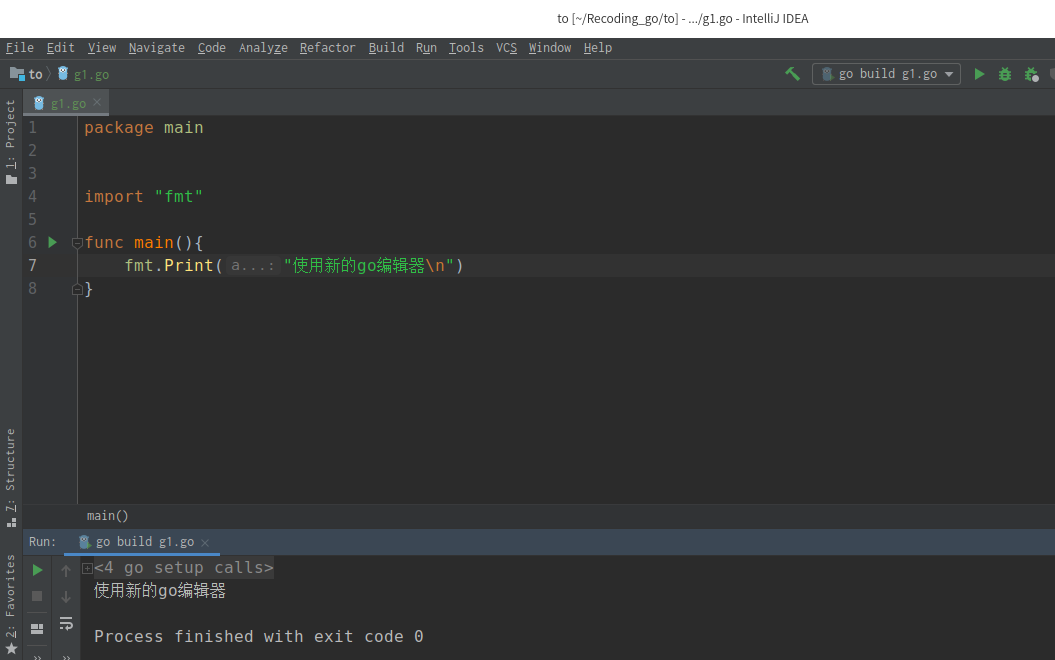 to [~/Recoding_go/to] - .../g1.go - IntelliJ IDEA
File Edit View Navigate Code Analyze Refactor Build Run Tools VCS Window Help
to g1.go go build g1.go
g1.go ×
1: Project
1 package main
2
3
4 import "fmt"
5
6 func main(){
7 fmt.Print( a...: "使用新的go编辑器\n")
8 }
7: Structure
main()
Run: go build g1.go ×
2: Favorites
<4 go setup calls>
使用新的go编辑器
Process finished with exit code 0